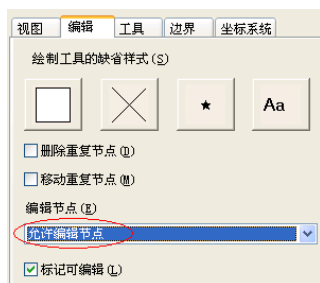 视图 编辑 工具 边界 坐标系统
绘制工具的缺省样式(S)
Aa
删除重复节点(D)
移动重复节点(M)
编辑节点(E)
允许编辑节点
标记可编辑(L)